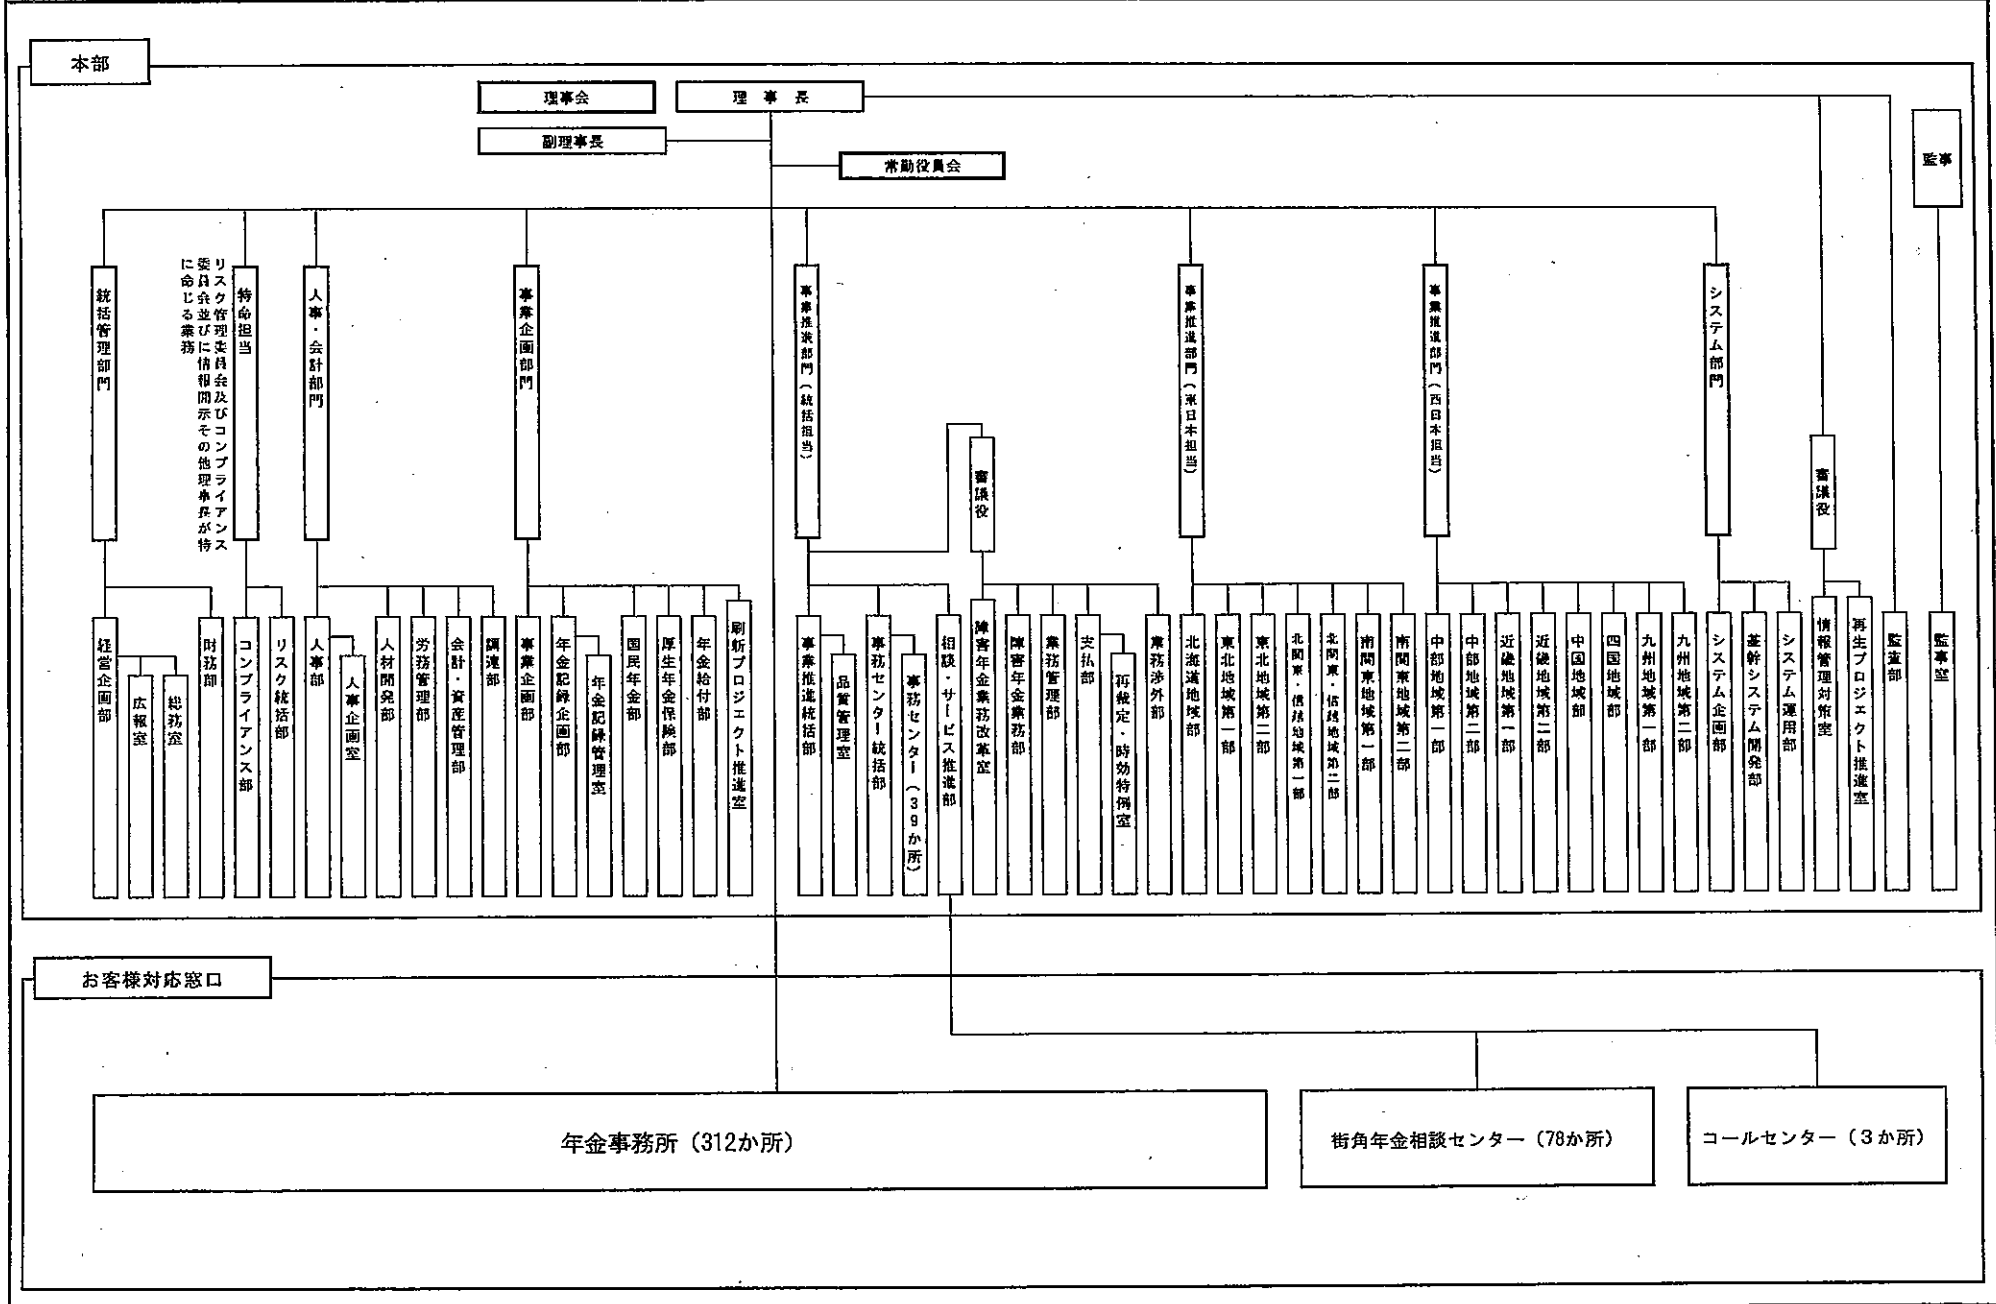 本部
理事会
理事長
副理事長
常勤役員会
監事
統括管理部門
特命担当
リスク管理委員会及びコンプライアンス
委員会並びに情報開示その他理事長が特
に命じる業務
人事・会計部門
事業企画部門
事業推進部門(統括担当)
審議役
事業推進部門(東日本担当)
事業推進部門(西日本担当)
システム部門
審議役
経営企画部
広報室
総務室
財務部
コンプライアンス部
リスク統括部
人事部
人事企画室
人材開発部
労務管理部
会計・資産管理部
調達部
事業企画部
年金記録企画部
年金記録管理室
国民年金部
厚生年金保険部
年金給付部
刷新プロジェクト推進室
事業推進統括部
品質管理室
事務センター統括部
事務センター(39か所)
相談・サービス推進部
障害年金業務改革室
障害年金業務部
業務管理部
支払部
再裁定・時効特例室
業務渉外部
北海道地域部
東北地域第一部
東北地域第二部
北関東・信越地域第一部
北関東・信越地域第二部
南関東地域第一部
南関東地域第二部
中部地域第一部
中部地域第二部
近畿地域第一部
近畿地域第二部
中国地域部
四国地域部
九州地域第一部
九州地域第二部
システム企画部
基幹システム開発部
システム運用部
情報管理対策室
再生プロジェクト推進室
監査部
監事室
お客様対応窓口
年金事務所(312か所)
街角年金相談センター(78か所)
コールセンター(3か所)